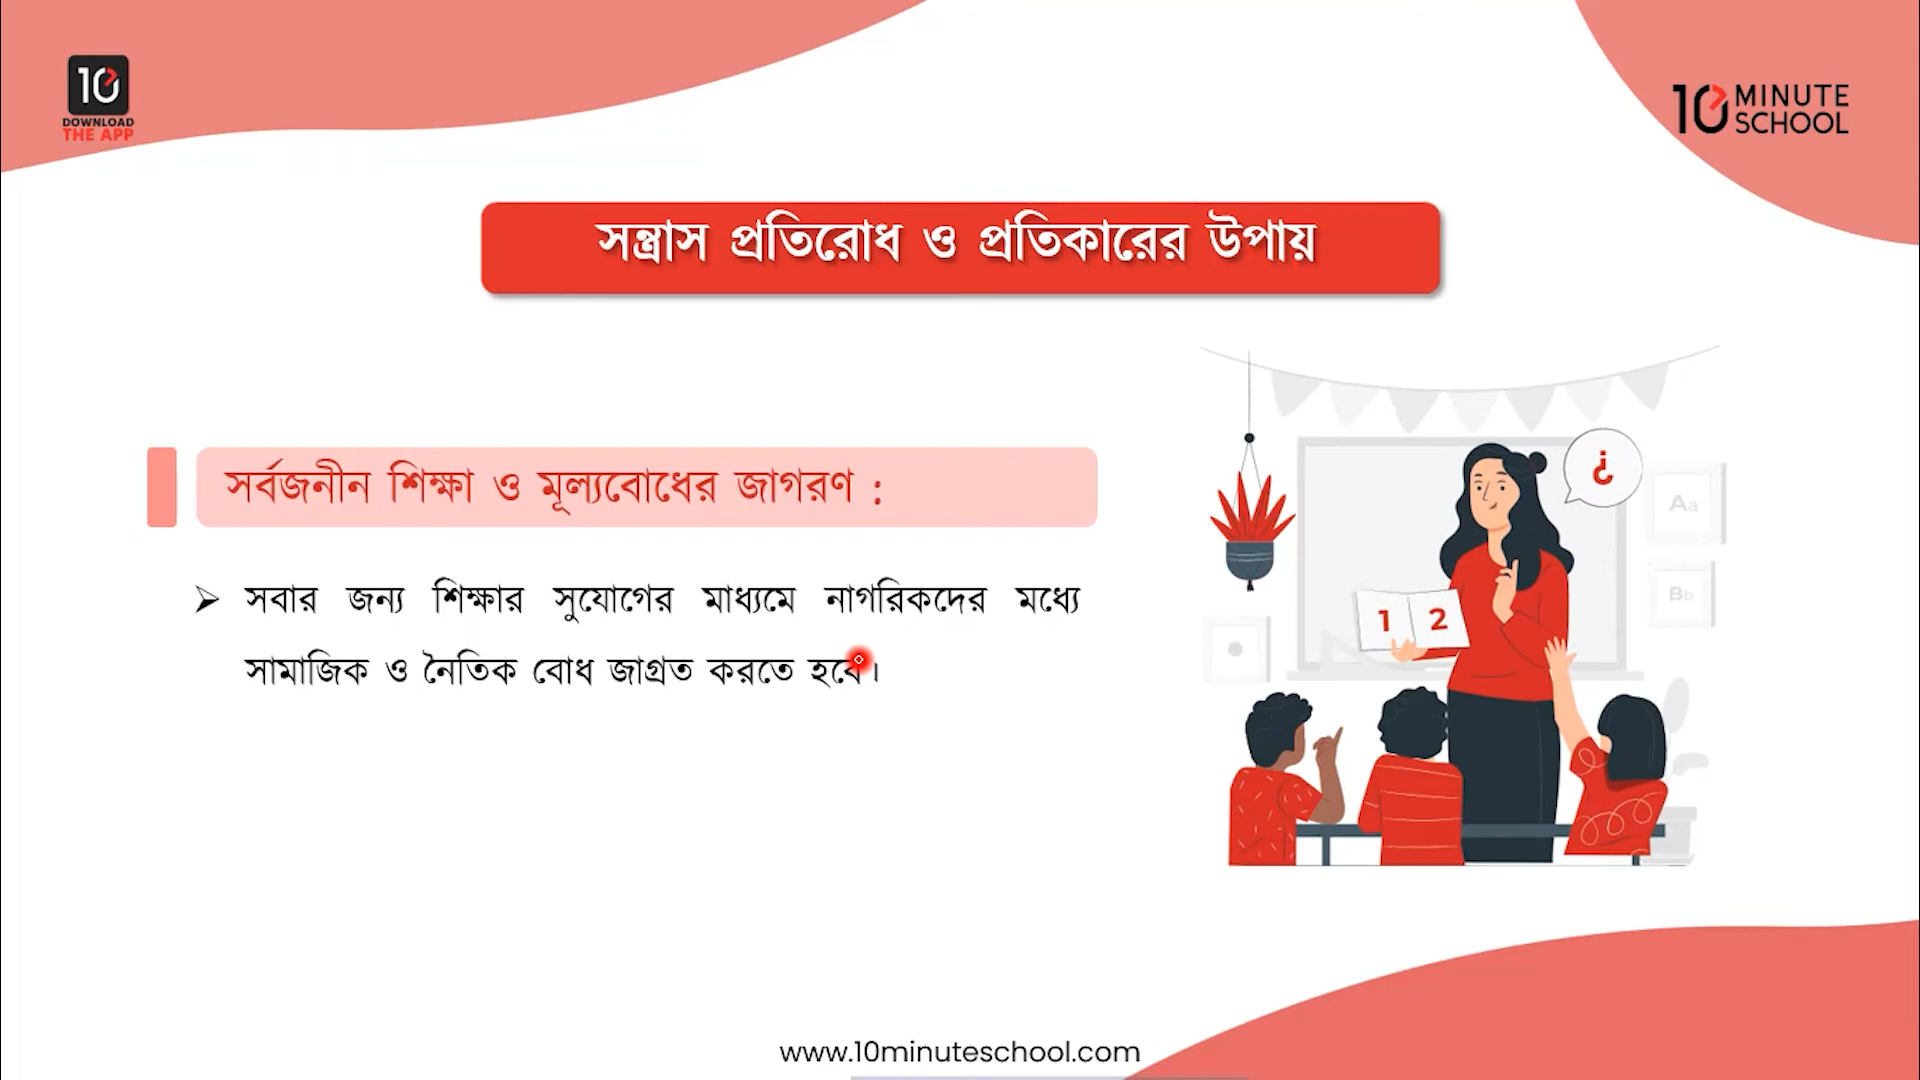 10
DOWNLOAD
THE APP
10 MINUTE
SCHOOL
সন্ত্রাস প্রতিরোধ ও প্রতিকারের উপায়
সর্বজনীন শিক্ষা ও মূল্যবোধের জাগরণ :
➢ সবার জন্য শিক্ষার সুযোগের মাধ্যমে নাগরিকদের মধ্যে
সামাজিক ও নৈতিক বোধ জাগ্রত করতে হবে।
¿
Aa
Bb
1 2
www.10minuteschool.com